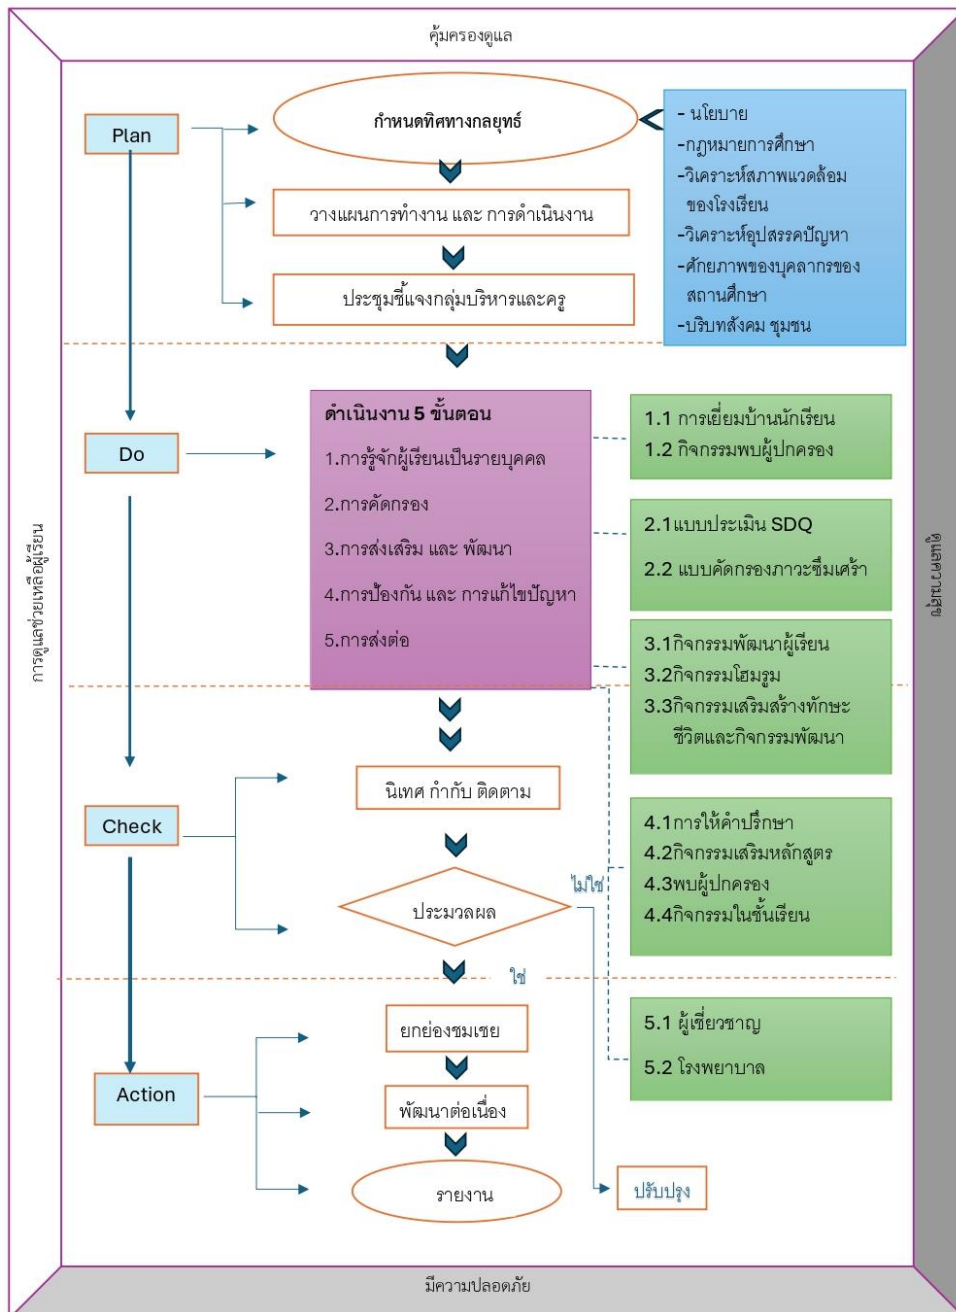 คุ้มครองดูแล
Plan
กำหนดทิศทางกลยุทธ์
- นโยบาย
-กฎหมายการศึกษา
-วิเคราะห์สภาพแวดล้อม
ของโรงเรียน
-วิเคราะห์อุปสรรคปัญหา
-ศักยภาพของบุคลากรของ
สถานศึกษา
-บริบทสังคม ชุมชน
วางแผนการทำงาน และ การดำเนินงาน
ประชุมชี้แจงกลุ่มบริหารและครู
Do
ดำเนินงาน 5 ขั้นตอน
1.การรู้จักผู้เรียนเป็นรายบุคคล
2.การคัดกรอง
3.การส่งเสริม และ พัฒนา
4.การป้องกัน และ การแก้ไขปัญหา
5.การส่งต่อ
1.1 การเยี่ยมบ้านนักเรียน
1.2 กิจกรรมพบผู้ปกครอง
2.1แบบประเมิน SDQ
2.2 แบบคัดกรองภาวะซึมเศร้า
3.1กิจกรรมพัฒนาผู้เรียน
3.2กิจกรรมโฮมรูม
3.3กิจกรรมเสริมสร้างทักษะ
ชีวิตและกิจกรรมพัฒนา
การดูแลช่วยเหลือผู้เรียน
ดูแลความสุข
Check
นิเทศ กำกับ ติดตาม
ประมวลผล
ไม่ใช่
ใช่
4.1การให้คำปรึกษา
4.2กิจกรรมเสริมหลักสูตร
4.3พบผู้ปกครอง
4.4กิจกรรมในชั้นเรียน
Action
ยกย่องชมเชย
พัฒนาต่อเนื่อง
รายงาน
5.1 ผู้เชี่ยวชาญ
5.2 โรงพยาบาล
ปรับปรุง
มีความปลอดภัย